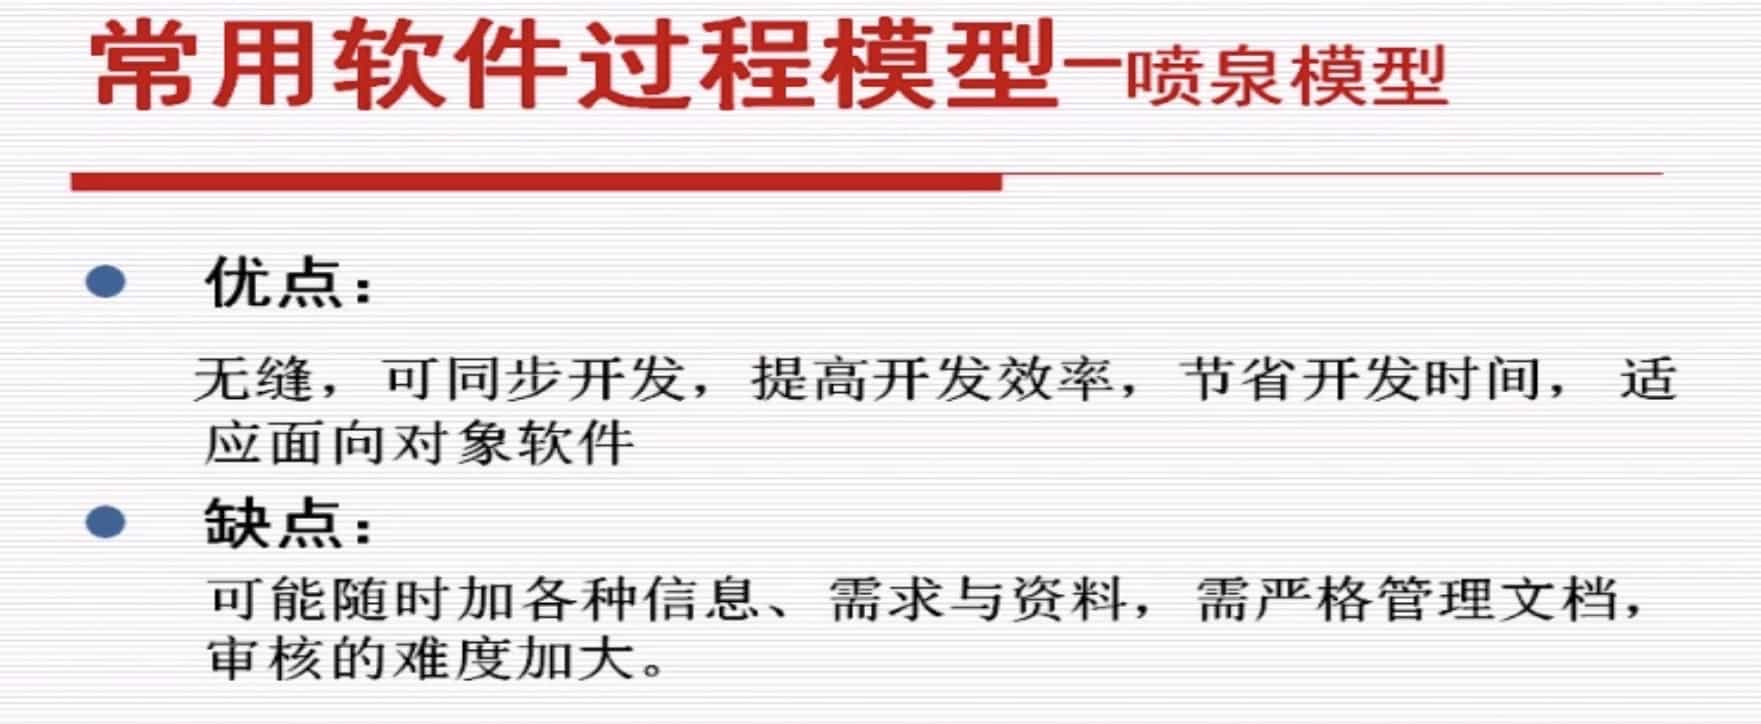 常用软件过程模型—喷泉模型
优点：
无缝，可同步开发，提高开发效率，节省开发时间， 适
应面向对象软件
缺点：
可能随时加各种信息、需求与资料，需严格管理文档，
审核的难度加大。